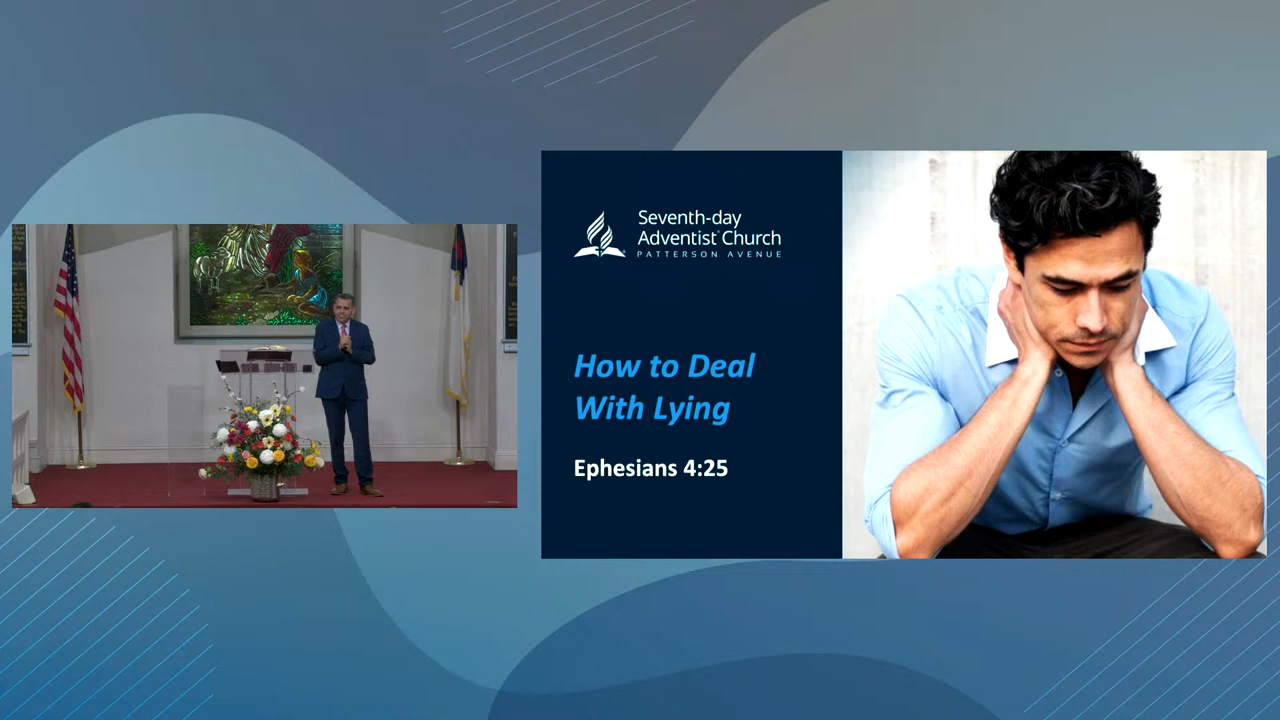 Seventh-day
Adventist Church
PATTERSON AVENUE
How to Deal
With Lying
Ephesians 4:25